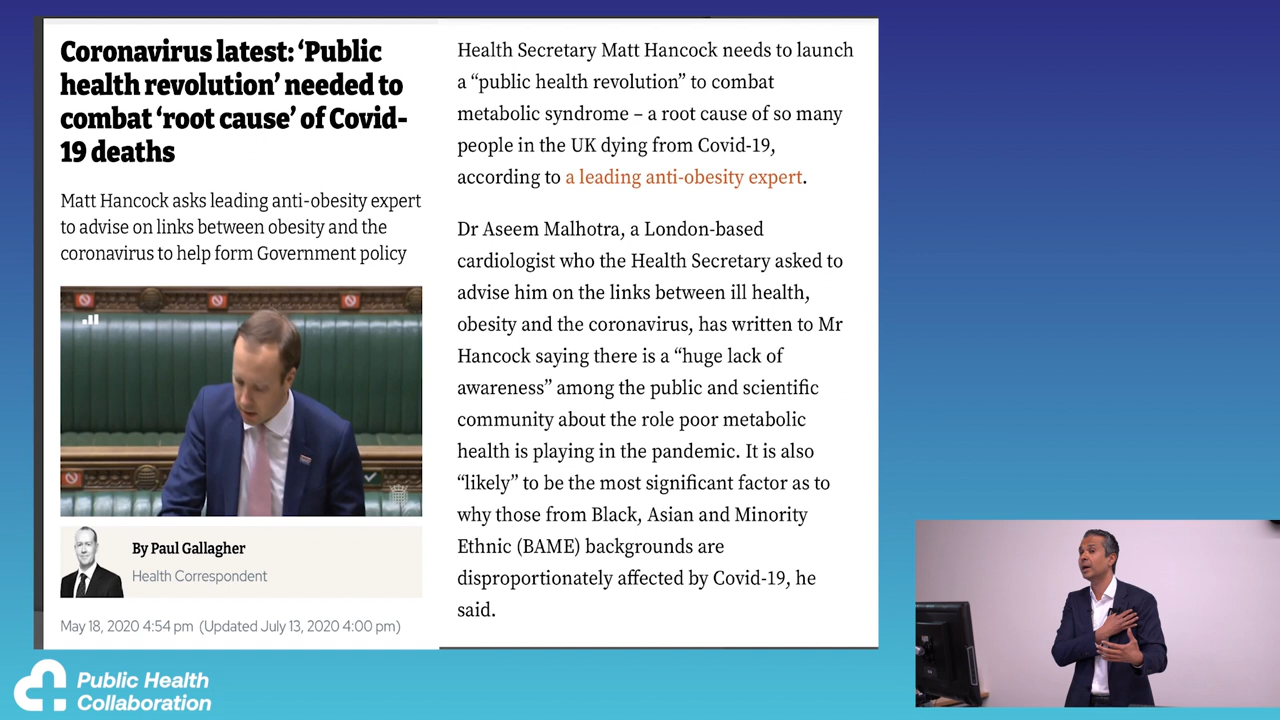 Coronavirus latest: ‘Public
health revolution’ needed to
combat ‘root cause’ of Covid-
19 deaths
Matt Hancock asks leading anti-obesity expert
to advise on links between obesity and the
coronavirus to help form Government policy
By Paul Gallagher
Health Correspondent
May 18, 2020 4:54 pm (Updated July 13, 2020 4:00 pm)
Health Secretary Matt Hancock needs to launch
a “public health revolution” to combat
metabolic syndrome – a root cause of so many
people in the UK dying from Covid-19,
according to a leading anti-obesity expert.
Dr Aseem Malhotra, a London-based
cardiologist who the Health Secretary asked to
advise him on the links between ill health,
obesity and the coronavirus, has written to Mr
Hancock saying there is a “huge lack of
awareness” among the public and scientific
community about the role poor metabolic
health is playing in the pandemic. It is also
“likely” to be the most significant factor as to
why those from Black, Asian and Minority
Ethnic (BAME) backgrounds are
disproportionately affected by Covid-19, he
said.
Public Health
Collaboration